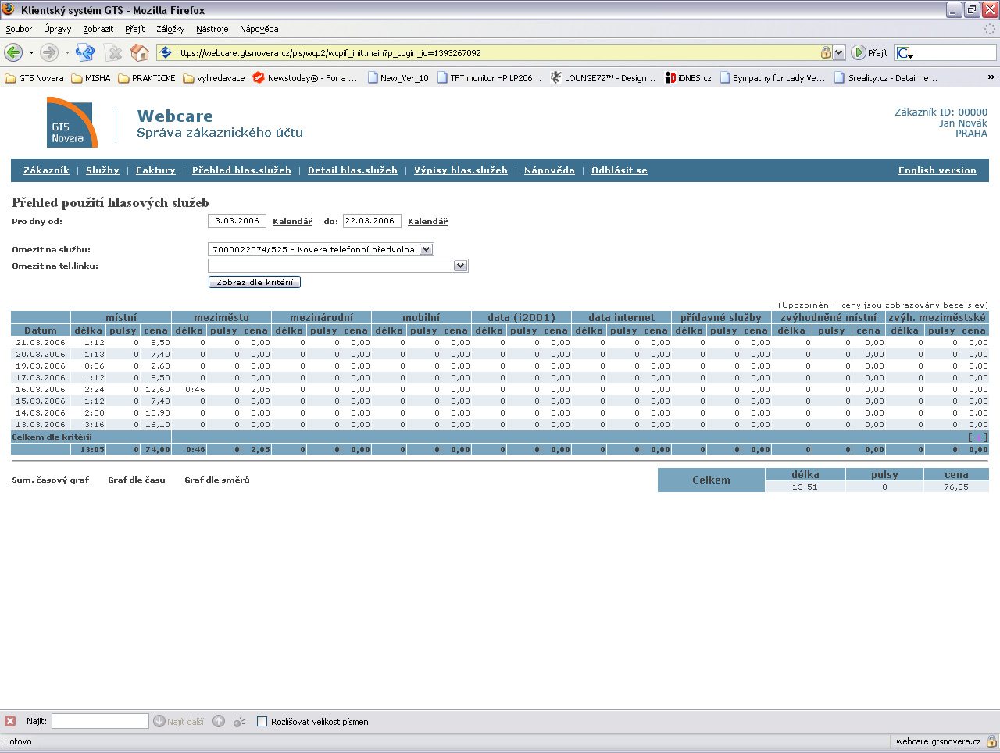 Klientský systém GTS - Mozilla Firefox
Soubor Úpravy Zobrazit Přejít Záložky Nástroje Nápověda
https://webcare.gtsnovera.cz/pls/wcp2/wcpif_init.main?p_Login_id=1393267092 Přejít G
GTS Novera MISHA PRAKTICKE vyhledavace Newstoday® - For a ... New_Ver_10 TFT monitor HP LP206... LOUNGE72™ - Design... iDNES.cz Sympathy for Lady Ve... Sreality.cz - Detail ne... »
GTS
Novera
Webcare
Správa zákaznického účtu
Zákazník ID: 00000
Jan Novák
PRAHA
Zákazník | Služby | Faktury | Přehled hlas.služeb | Detail hlas.služeb | Výpisy hlas.služeb | Nápověda | Odhlásit se English version
Přehled použití hlasových služeb
Pro dny od: 13.03.2006 Kalendář do: 22.03.2006 Kalendář
Omezit na službu: 7000022074/525 - Novera telefonní předvolba
Omezit na tel.linku:
Zobraz dle kritérií
(Upozornění - ceny jsou zobrazovány beze slev)
místní meziměsto mezinárodní mobilní data (i2001) data internet přídavné služby zvýhodněné místní zvýh. meziměstské
Datum délka pulsy cena délka pulsy cena délka pulsy cena délka pulsy cena délka pulsy cena délka pulsy cena délka pulsy cena délka pulsy cena délka pulsy cena
21.03.2006 1:12 0 8,50 0 0 0,00 0 0 0,00 0 0 0,00 0 0 0,00 0 0 0,00 0 0 0,00 0 0 0,00 0 0 0,00
20.03.2006 1:13 0 7,40 0 0 0,00 0 0 0,00 0 0 0,00 0 0 0,00 0 0 0,00 0 0 0,00 0 0 0,00 0 0 0,00
19.03.2006 0:36 0 2,60 0 0 0,00 0 0 0,00 0 0 0,00 0 0 0,00 0 0 0,00 0 0 0,00 0 0 0,00 0 0 0,00
17.03.2006 1:12 0 8,50 0 0 0,00 0 0 0,00 0 0 0,00 0 0 0,00 0 0 0,00 0 0 0,00 0 0 0,00 0 0 0,00
16.03.2006 2:24 0 12,60 0:46 0 2,05 0 0 0,00 0 0 0,00 0 0 0,00 0 0 0,00 0 0 0,00 0 0 0,00 0 0 0,00
15.03.2006 1:12 0 7,40 0 0 0,00 0 0 0,00 0 0 0,00 0 0 0,00 0 0 0,00 0 0 0,00 0 0 0,00 0 0 0,00
14.03.2006 2:00 0 10,90 0 0 0,00 0 0 0,00 0 0 0,00 0 0 0,00 0 0 0,00 0 0 0,00 0 0 0,00 0 0 0,00
13.03.2006 3:16 0 16,10 0 0 0,00 0 0 0,00 0 0 0,00 0 0 0,00 0 0 0,00 0 0 0,00 0 0 0,00 0 0 0,00
Celkem dle kritérií [ ]
13:05 0 74,00 0:46 0 2,05 0 0 0,00 0 0 0,00 0 0 0,00 0 0 0,00 0 0 0,00 0 0 0,00 0 0 0,00
Sum. časový graf Graf dle času Graf dle směrů
Celkem délka pulsy cena
13:51 0 76,05
Najít: Najít další Rozlišovat velikost písmen
Hotovo webcare.gtsnovera.cz